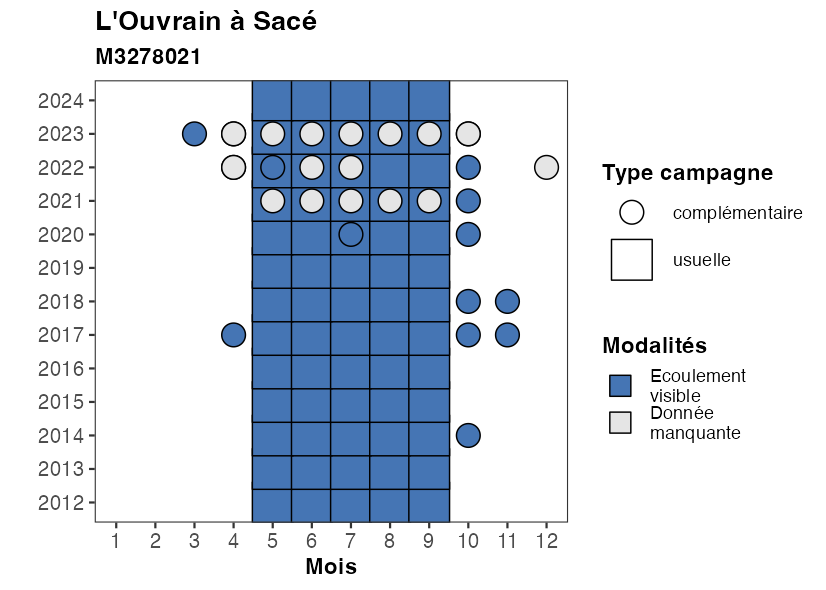 L'Ouvrain à Sacé
M3278021
2024
2023
2022
2021
2020
2019
2018
2017
2016
2015
2014
2013
2012
1 2 3 4 5 6 7 8 9 10 11 12
Mois
Type campagne
complémentaire
usuelle
Modalités
Ecoulement
visible
Donnée
manquante